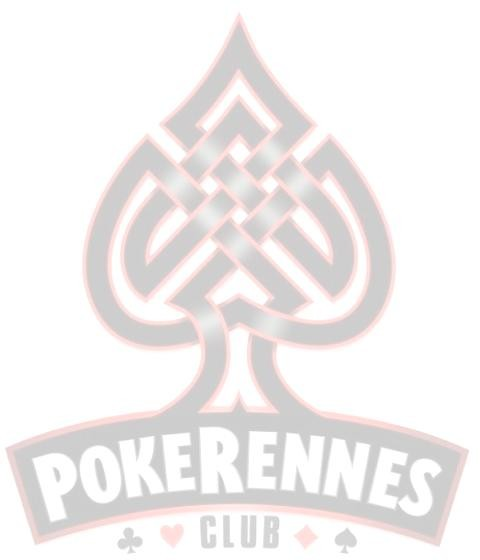 POKERENNES
♣ ♥ CLUB ♦ ♠